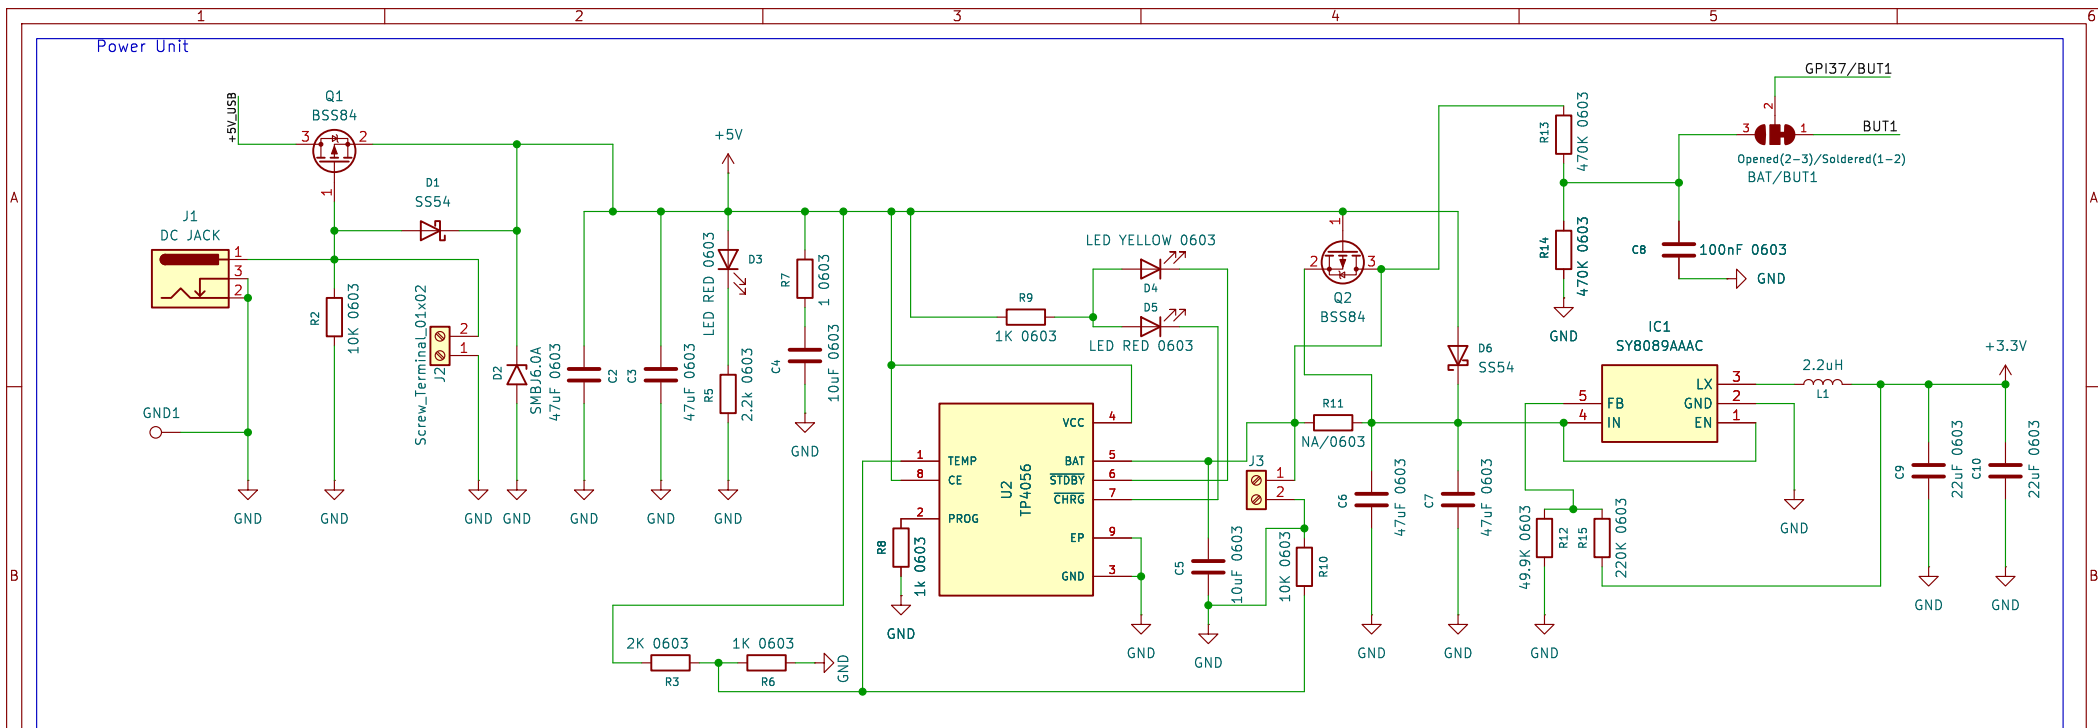 1
2
3
4
5
6
A
B
A
B
Power Unit
+5V_USB
Q1
BSS84
3
2
1
D1
SS54
J1
DC JACK
1
3
2
R2
10K 0603
Screw_Terminal_01x02
J2
2
1
D2
SMBJ6.0A
GND1
GND
GND
GND
GND
47uF 0603
C2
GND
C3
47uF 0603
GND
+5V
LED RED 0603
D3
R5
2.2k 0603
GND
R7
1 0603
C4
10uF 0603
GND
2K 0603
R3
1K 0603
R6
GND
R9
1K 0603
LED YELLOW 0603
D4
D5
LED RED 0603
U2
TP4056
VCC
4
1
TEMP
8
CE
2
PROG
BAT
5
STDBY
6
CHRG
7
EP
9
GND
3
R8
1k 0603
GND
GND
C5
10uF 0603
GND
J3
1
2
10K 0603
R10
1
2
3
Q2
BSS84
R11
NA/0603
C6
47uF 0603
GND
C7
47uF 0603
GND
D6
SS54
R13
470K 0603
R14
470K 0603
GND
C8
100nF 0603
GND
GPI37/BUT1
2
3
1
BUT1
Opened(2-3)/Soldered(1-2)
BAT/BUT1
IC1
SY8089AAAC
5
FB
4
IN
LX
3
GND
2
EN
1
2.2uH
L1
GND
49.9K 0603
R12
GND
R15
220K 0603
+3.3V
C9
22uF 0603
GND
C10
22uF 0603
GND